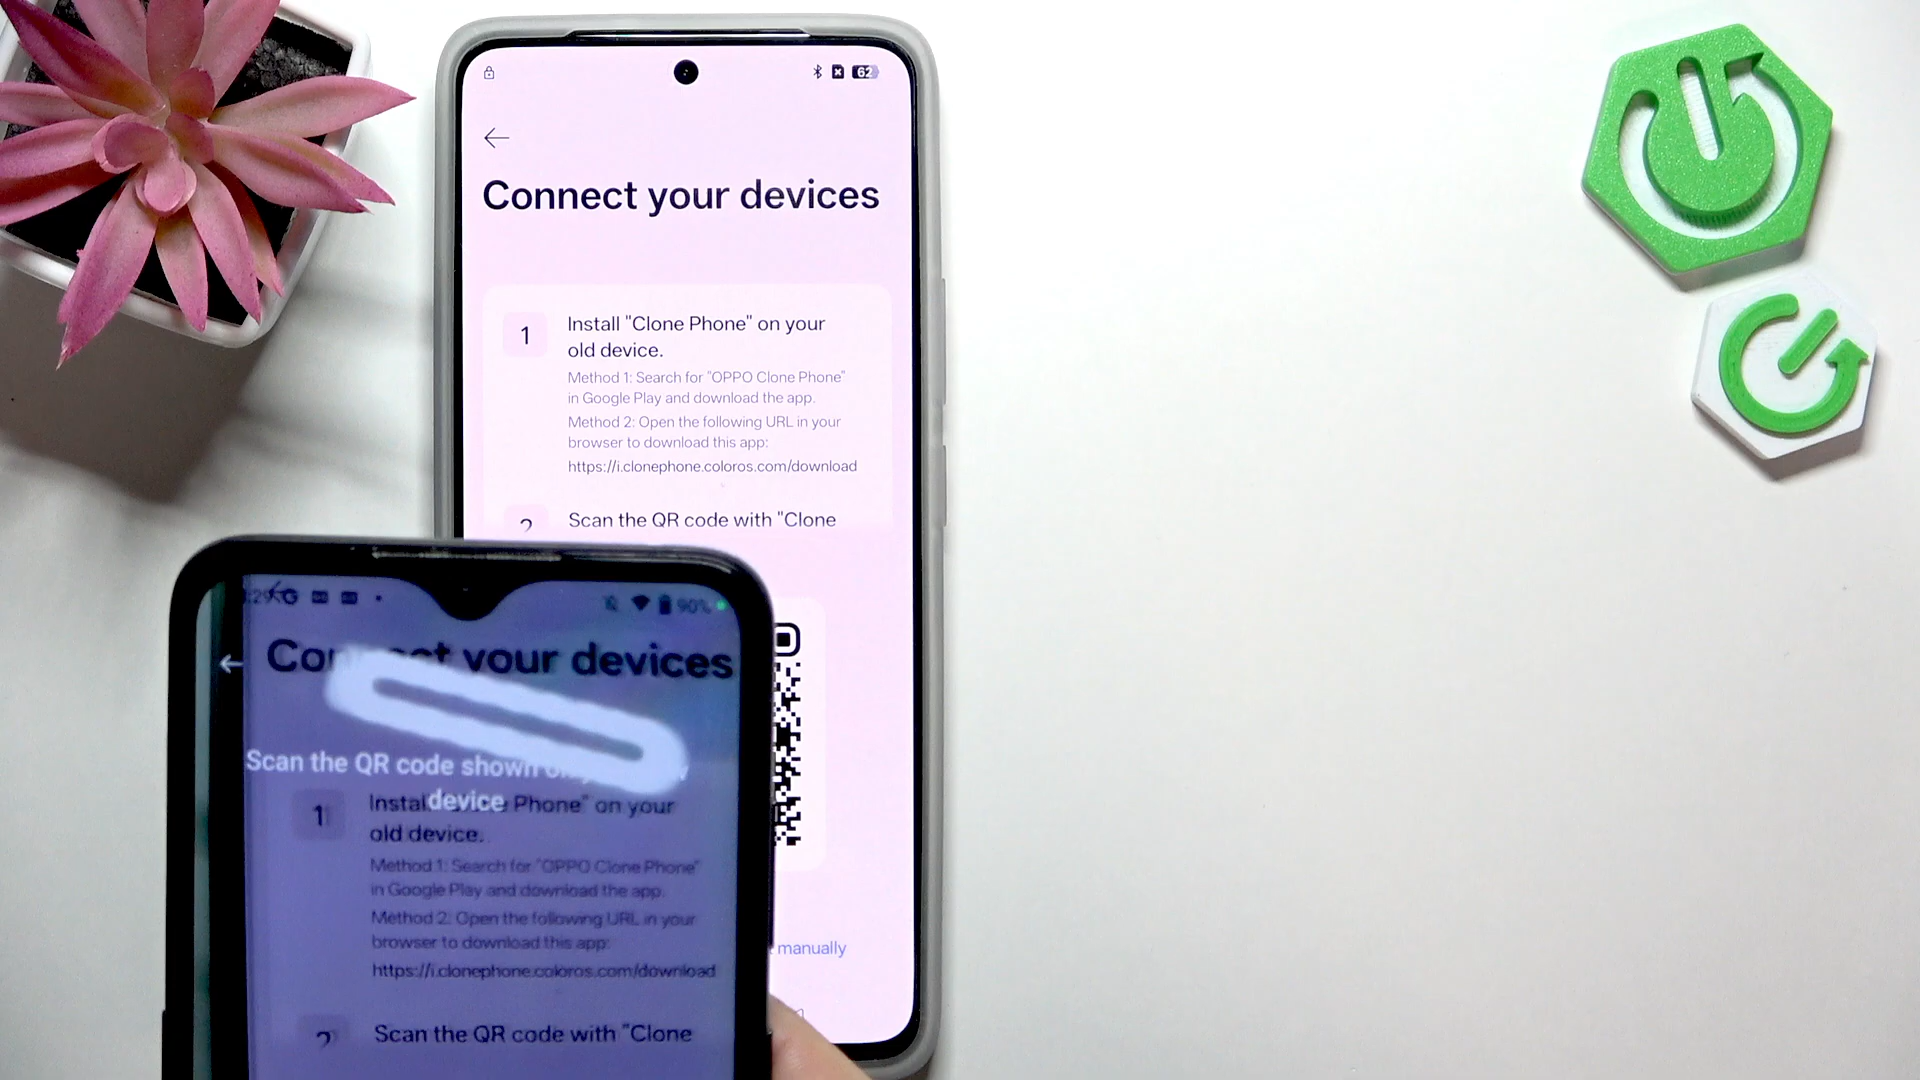 62
Connect your devices
1
Install "Clone Phone" on your
old device.
Method 1: Search for "OPPO Clone Phone"
in Google Play and download the app.
Method 2: Open the following URL in your
browser to download this app:
https://i.clonephone.coloros.com/download
2
Scan the QR code with "Clone
manually
90%
your devices
Scan the QR code shown
device
1
Phone" on your
old device.
Method 1: Search for "OPPO Clone Phone"
in Google Play and download the app.
Method 2: Open the following URL in your
browser to download this app:
https://i.clonephone.coloros.com/download
2
Scan the QR code with "Clone